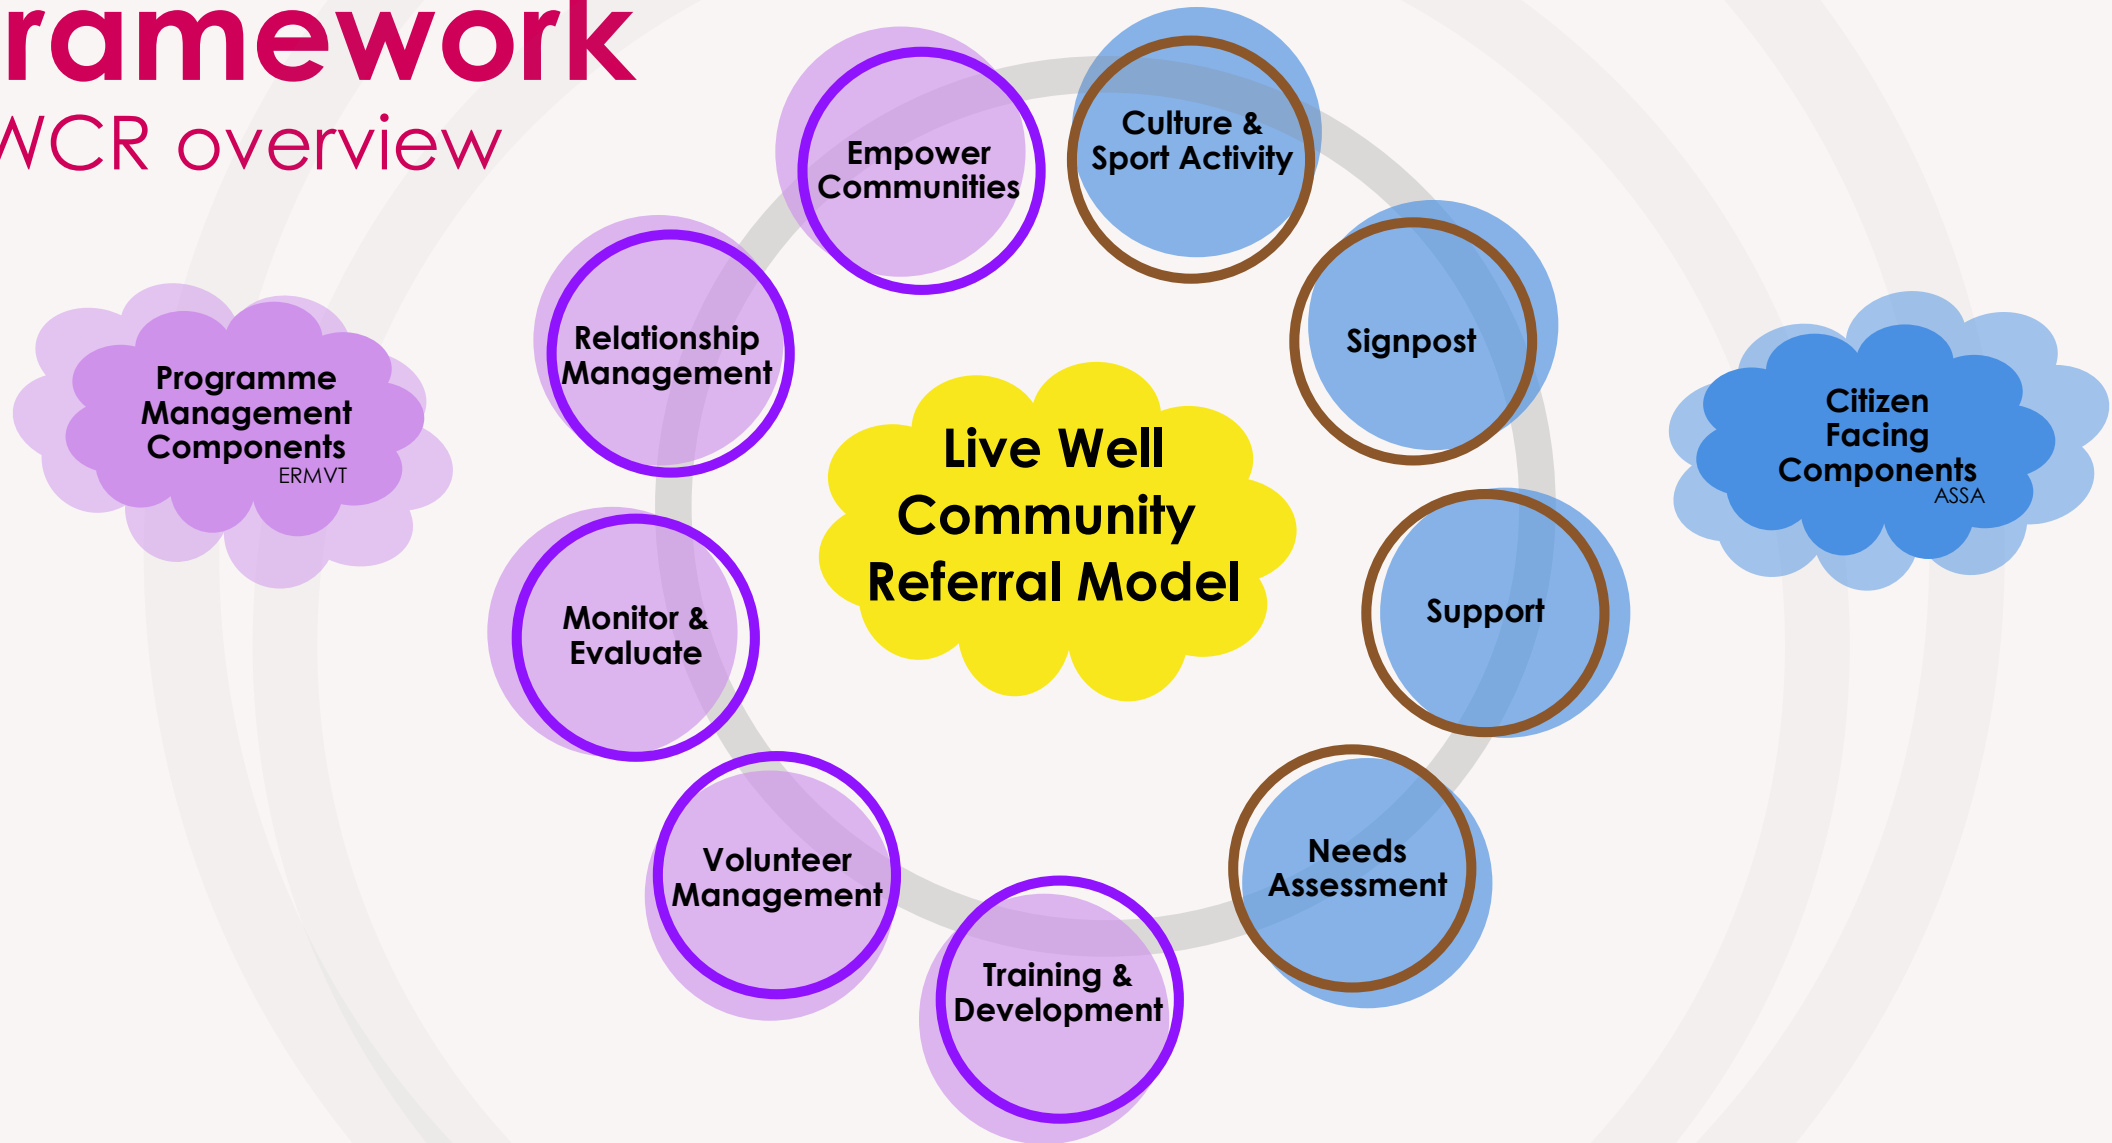 ramework
WCR overview
Empower
Communities
Culture &
Sport Activity
Relationship
Management
Signpost
Programme
Management
Components
ERMVT
Live Well
Community
Referral Model
Citizen
Facing
Components
ASSA
Monitor &
Evaluate
Support
Volunteer
Management
Needs
Assessment
Training &
Development